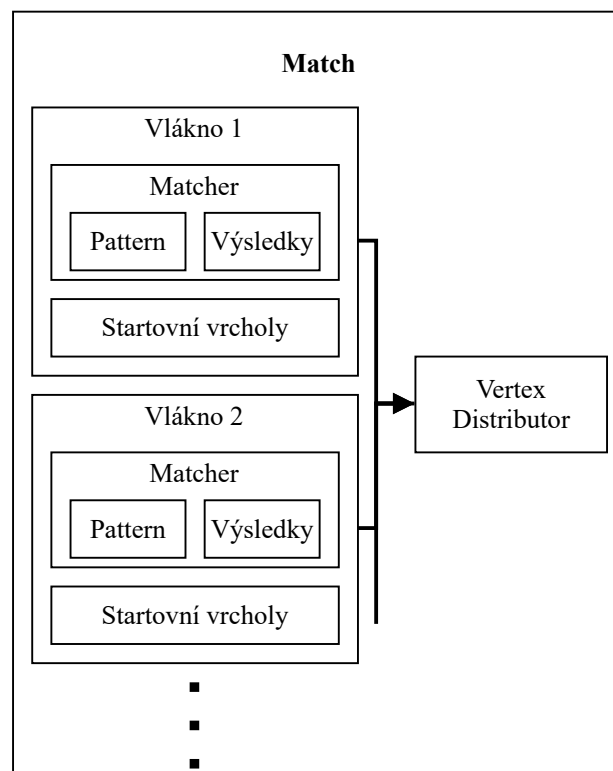 Match
Vlákno 1
Matcher
Pattern
Výsledky
Startovní vrcholy
Vlákno 2
Matcher
Pattern
Výsledky
Startovní vrcholy
Vertex
Distributor